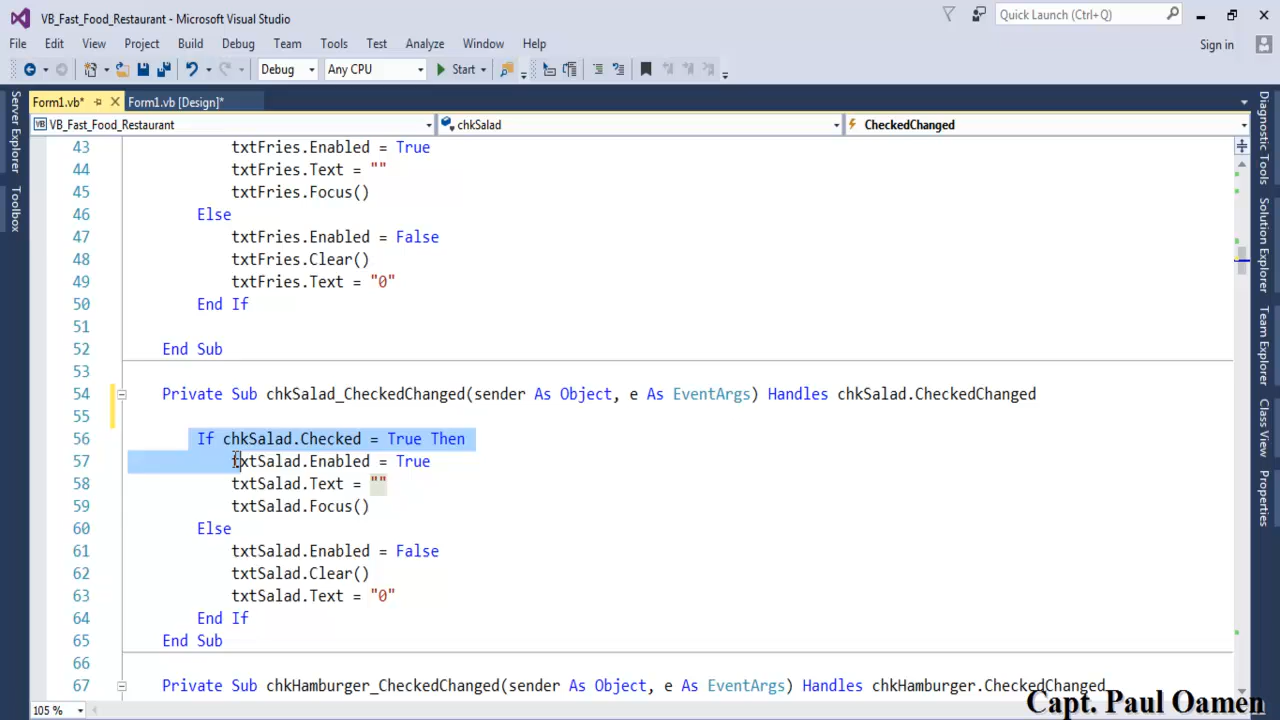 VB_Fast_Food_Restaurant - Microsoft Visual Studio
Quick Launch (Ctrl+Q)
File Edit View Project Build Debug Team Tools Test Analyze Window Help
Sign in
Debug Any CPU Start
Form1.vb* Form1.vb [Design]*
VB_Fast_Food_Restaurant chkSalad CheckedChanged
Server Explorer
Toolbox
43 txtFries.Enabled = True
44 txtFries.Text = ""
45 txtFries.Focus()
46 Else
47 txtFries.Enabled = False
48 txtFries.Clear()
49 txtFries.Text = "0"
50 End If
51
52 End Sub
53
54 Private Sub chkSalad_CheckedChanged(sender As Object, e As EventArgs) Handles chkSalad.CheckedChanged
55
56 If chkSalad.Checked = True Then
57 txtSalad.Enabled = True
58 txtSalad.Text = ""
59 txtSalad.Focus()
60 Else
61 txtSalad.Enabled = False
62 txtSalad.Clear()
63 txtSalad.Text = "0"
64 End If
65 End Sub
66
67 Private Sub chkHamburger_CheckedChanged(sender As Object, e As EventArgs) Handles chkHamburger.CheckedChanged
Diagnostic Tools
Solution Explorer
Team Explorer
Class View
Properties
105 %
Capt. Paul Oamen